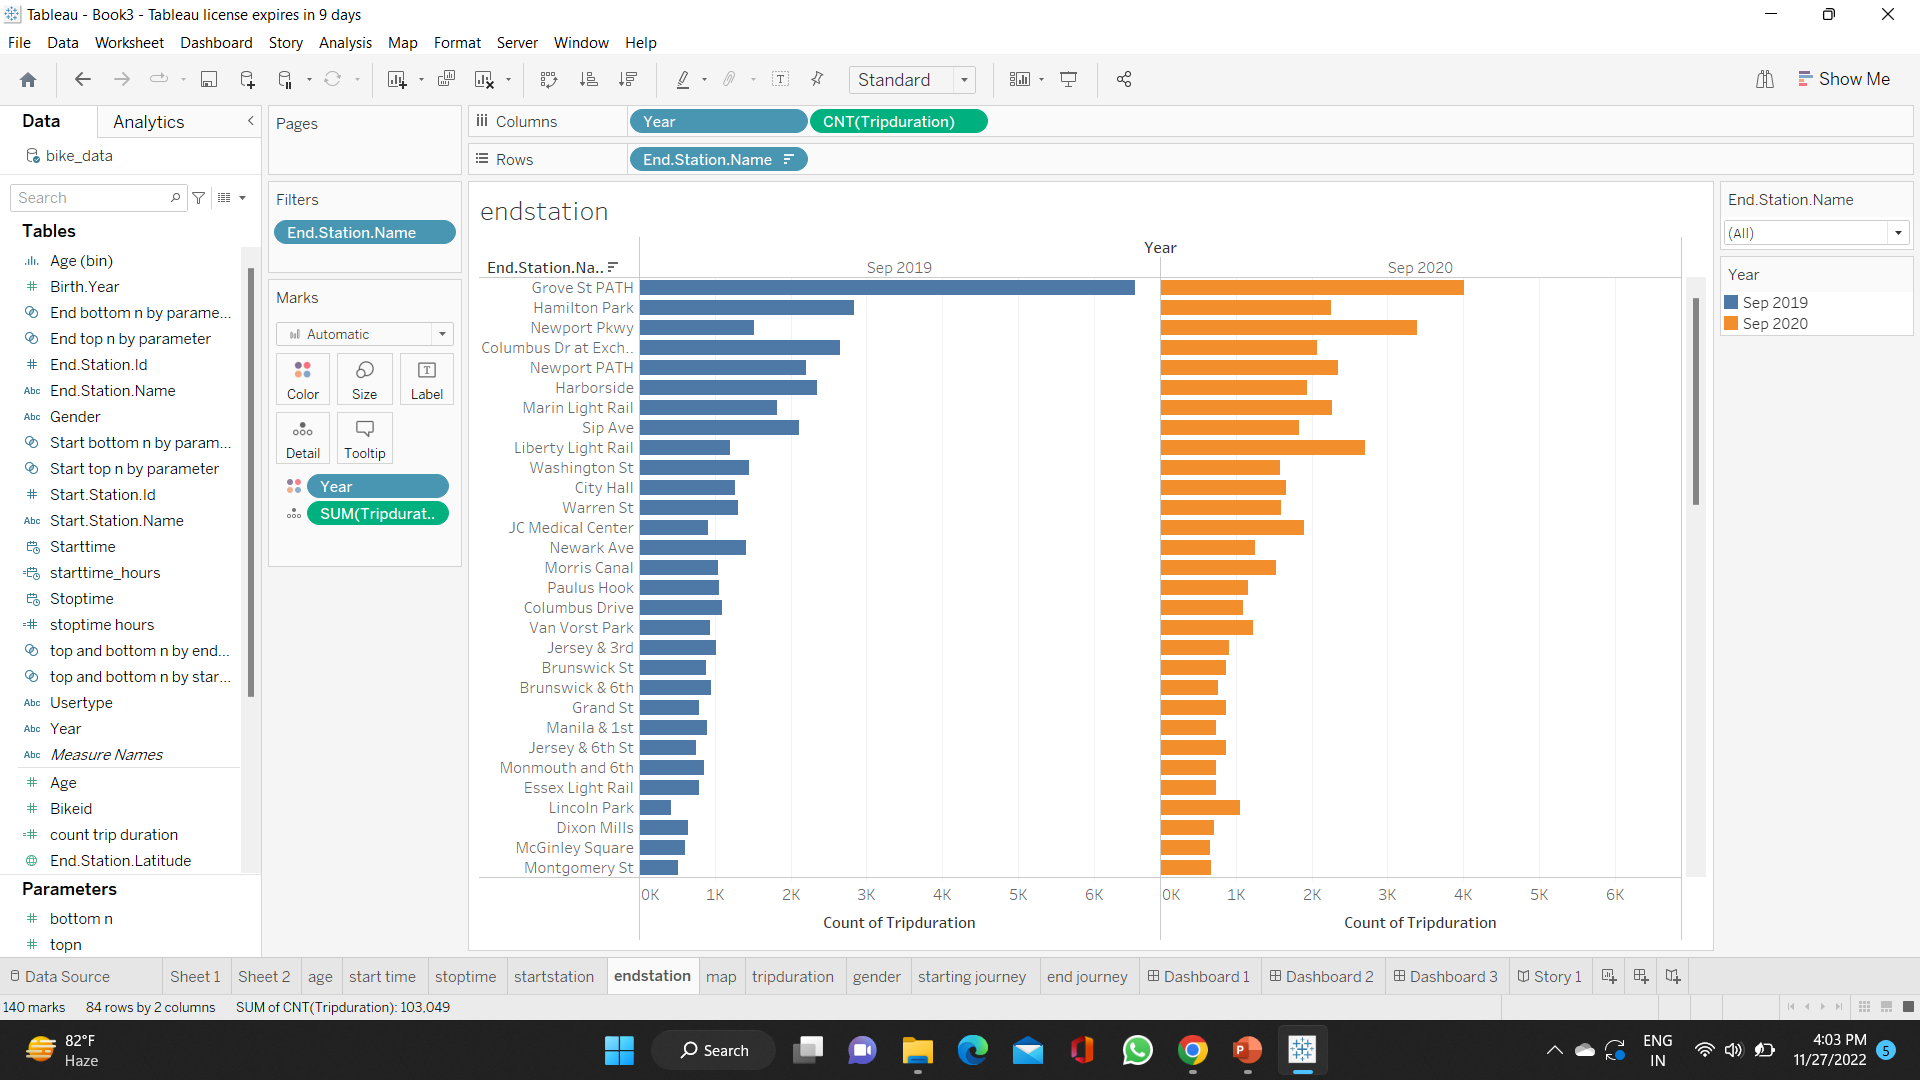 Tableau - Book3 - Tableau license expires in 9 days
File Data Worksheet Dashboard Story Analysis Map Format Server Window Help
Standard
Show Me
Data Analytics
bike_data
Search
Tables
Age (bin)
Birth.Year
End bottom n by parame...
End top n by parameter
End.Station.Id
Abc End.Station.Name
Abc Gender
Start bottom n by param...
Start top n by parameter
Start.Station.Id
Abc Start.Station.Name
Starttime
starttime_hours
Stoptime
stoptime hours
top and bottom n by end...
top and bottom n by star...
Abc Usertype
Abc Year
Abc Measure Names
Age
Bikeid
count trip duration
End.Station.Latitude
Parameters
bottom n
topn
Pages
Filters
End.Station.Name
Marks
Automatic
Color Size Label
Detail Tooltip
Year
SUM(Tripdurat..
Columns Year CNT(Tripduration)
Rows End.Station.Name
endstation
Year
End.Station.Na.. Sep 2019 Sep 2020
Grove St PATH
Hamilton Park
Newport Pkwy
Columbus Dr at Exch..
Newport PATH
Harborside
Marin Light Rail
Sip Ave
Liberty Light Rail
Washington St
City Hall
Warren St
JC Medical Center
Newark Ave
Morris Canal
Paulus Hook
Columbus Drive
Van Vorst Park
Jersey & 3rd
Brunswick St
Brunswick & 6th
Grand St
Manila & 1st
Jersey & 6th St
Monmouth and 6th
Essex Light Rail
Lincoln Park
Dixon Mills
McGinley Square
Montgomery St
0K 1K 2K 3K 4K 5K 6K 0K 1K 2K 3K 4K 5K 6K
Count of Tripduration Count of Tripduration
End.Station.Name
(All)
Year
Sep 2019
Sep 2020
Data Source Sheet 1 Sheet 2 age start time stoptime startstation endstation map tripduration gender starting journey end journey Dashboard 1 Dashboard 2 Dashboard 3 Story 1
140 marks 84 rows by 2 columns SUM of CNT(Tripduration): 103,049
82°F
Haze
Search
ENG
IN
4:03 PM
11/27/2022
5